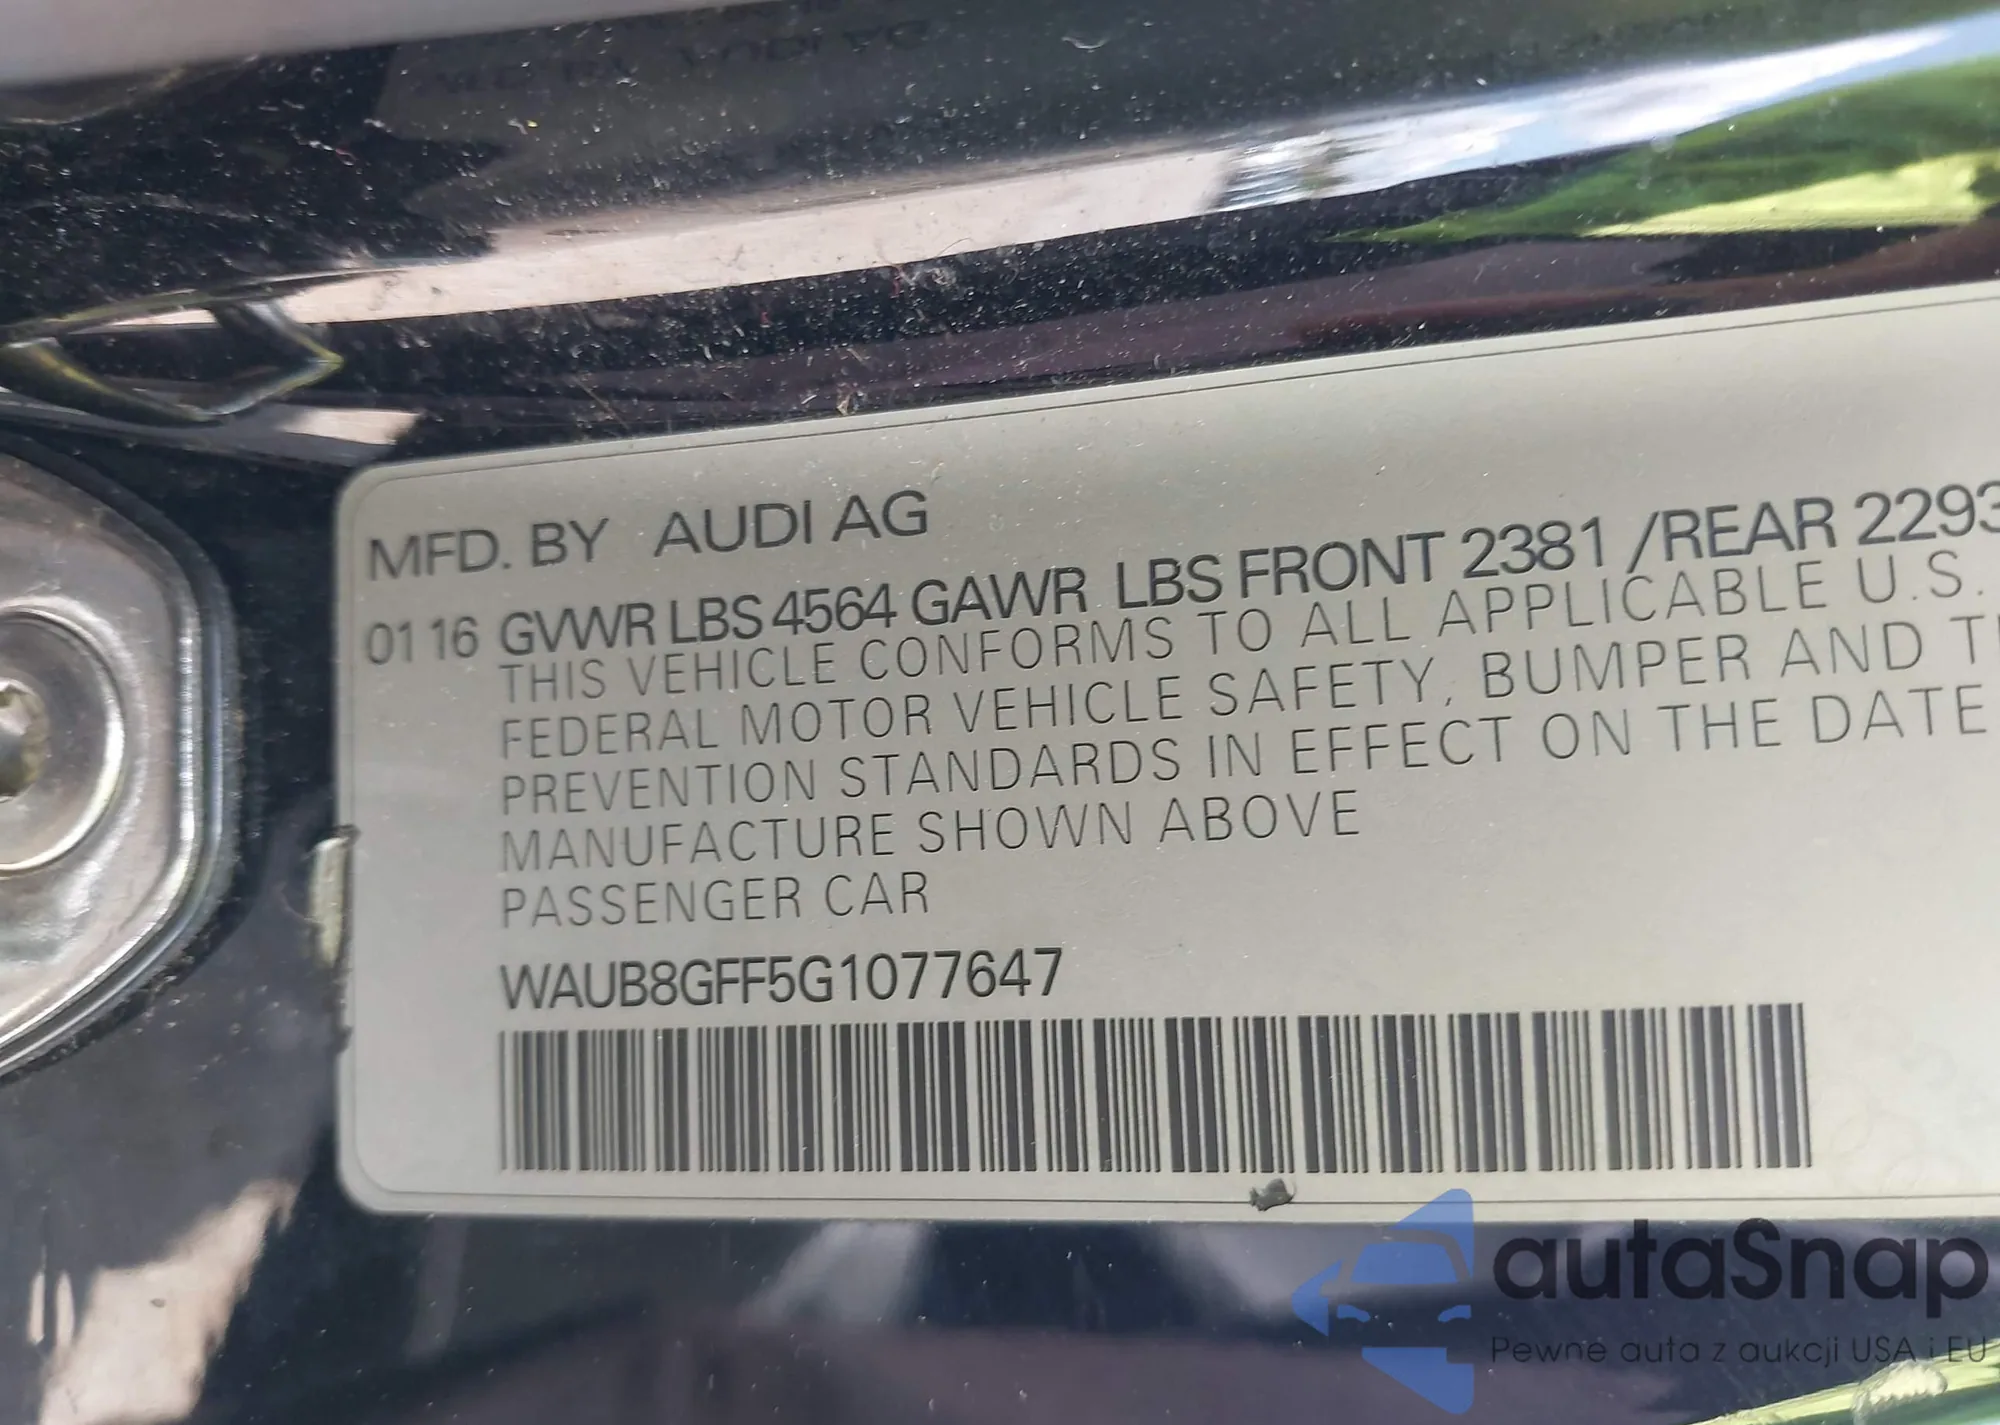 MFD. BY AUDI AG
01 16 GVWR LBS 4564 GAWR LBS FRONT 2381 /REAR 2293
THIS VEHICLE CONFORMS TO ALL APPLICABLE U.S.
FEDERAL MOTOR VEHICLE SAFETY, BUMPER AND
PREVENTION STANDARDS IN EFFECT ON THE DATE
MANUFACTURE SHOWN ABOVE
PASSENGER CAR
WAUB8GFF5G1077647
autaSnap
Pewne auta z aukcji USA i EU